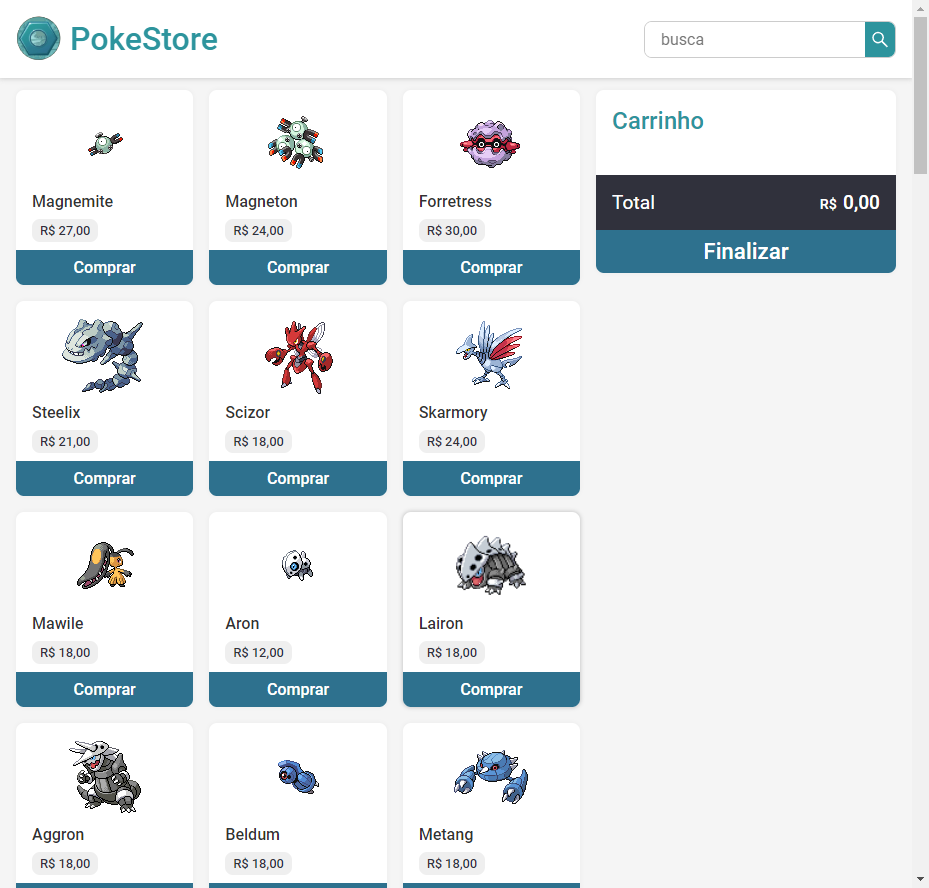 PokeStore
busca
Magnemite
R$ 27,00
Comprar
Magneton
R$ 24,00
Comprar
Forretress
R$ 30,00
Comprar
Carrinho
Total R$ 0,00
Finalizar
Steelix
R$ 21,00
Comprar
Scizor
R$ 18,00
Comprar
Skarmory
R$ 24,00
Comprar
Mawile
R$ 18,00
Comprar
Aron
R$ 12,00
Comprar
Lairon
R$ 18,00
Comprar
Aggron
R$ 18,00
Beldum
R$ 18,00
Metang
R$ 18,00